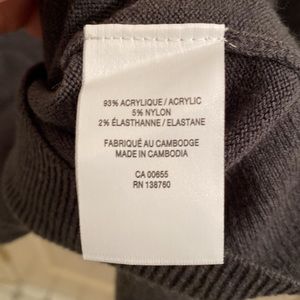 93% ACRYLIQUE / ACRYLIC
5% NYLON
2% ÉLASTHANNE / ELASTANE
FABRIQUÉ AU CAMBODGE
MADE IN CAMBODIA
CA 00655
RN 138760